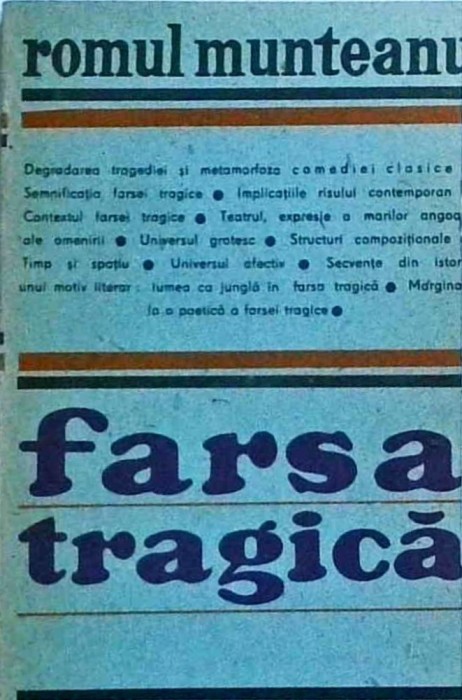 romul munteanu
Degradarea tragediei și metamorfoza comediei clasice
Semnificația farsei tragice ● Implicațiile risului contemporan
Contextul farsei tragice ● Teatrul, expresie a marilor angoa
ale omenirii ● Universul grotesc ● Structuri compoziționale
Timp și spațiu ● Universul afectiv ● Secvențe din istor
unui motiv literar: lumea ca junglă în farsa tragică ● Margina
la o poetică a farsei tragice ●
farsa
tragică